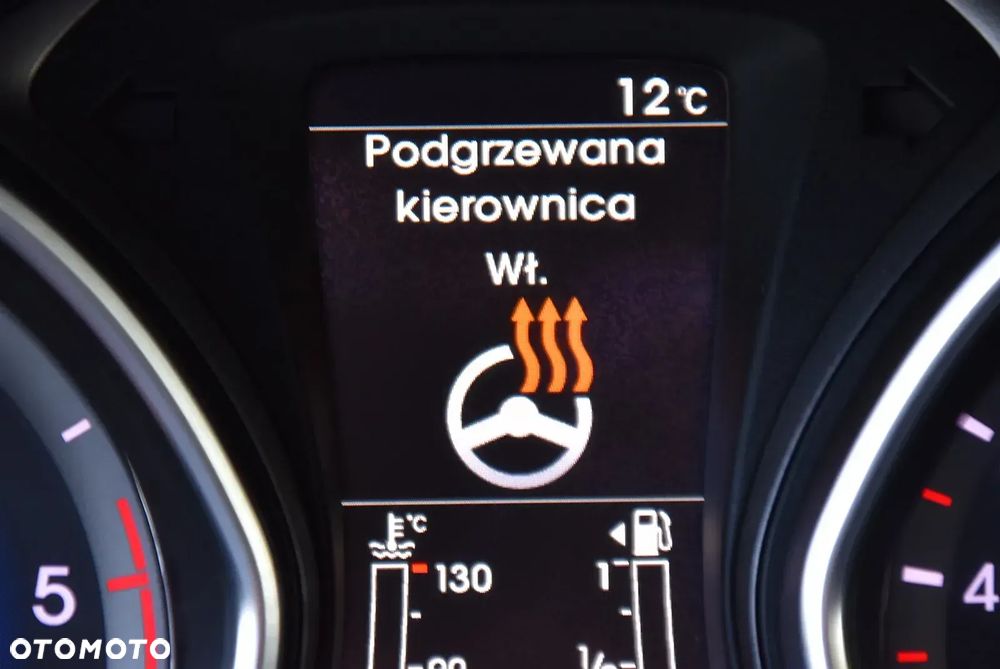 12 °C
Podgrzewana
kierownica
Wł.
°C
130
1
5
4
OTOMOTO